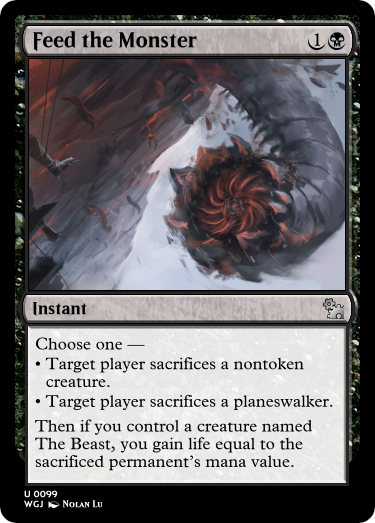 Feed the Monster 1
Instant
Choose one —
• Target player sacrifices a nontoken
creature.
• Target player sacrifices a planeswalker.
Then if you control a creature named
The Beast, you gain life equal to the
sacrificed permanent's mana value.
U 0099
WGJ Nolan Lu